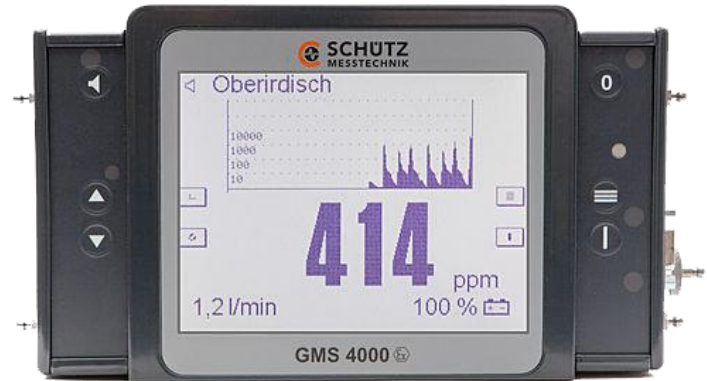 SCHÜTZ
MESSTECHNIK
Oberirdisch
10000
1000
100
10
414
ppm
1,2 l/min
100 %
0
GMS 4000